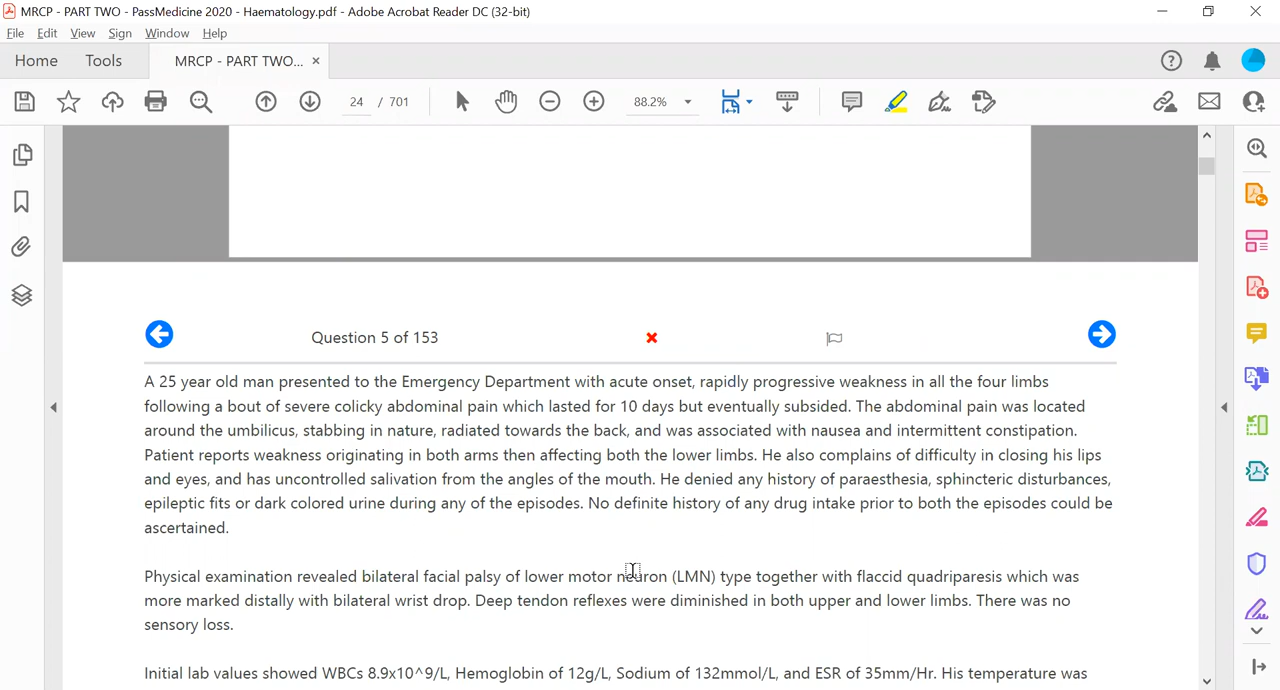 MRCP - PART TWO - PassMedicine 2020 - Haematology.pdf - Adobe Acrobat Reader DC (32-bit)
File Edit View Sign Window Help
Home Tools MRCP - PART TWO... ×
24 / 701 88.2%
Question 5 of 153
A 25 year old man presented to the Emergency Department with acute onset, rapidly progressive weakness in all the four limbs
following a bout of severe colicky abdominal pain which lasted for 10 days but eventually subsided. The abdominal pain was located
around the umbilicus, stabbing in nature, radiated towards the back, and was associated with nausea and intermittent constipation.
Patient reports weakness originating in both arms then affecting both the lower limbs. He also complains of difficulty in closing his lips
and eyes, and has uncontrolled salivation from the angles of the mouth. He denied any history of paraesthesia, sphincteric disturbances,
epileptic fits or dark colored urine during any of the episodes. No definite history of any drug intake prior to both the episodes could be
ascertained.
Physical examination revealed bilateral facial palsy of lower motor neuron (LMN) type together with flaccid quadriparesis which was
more marked distally with bilateral wrist drop. Deep tendon reflexes were diminished in both upper and lower limbs. There was no
sensory loss.
Initial lab values showed WBCs 8.9x10^9/L, Hemoglobin of 12g/L, Sodium of 132mmol/L, and ESR of 35mm/Hr. His temperature was